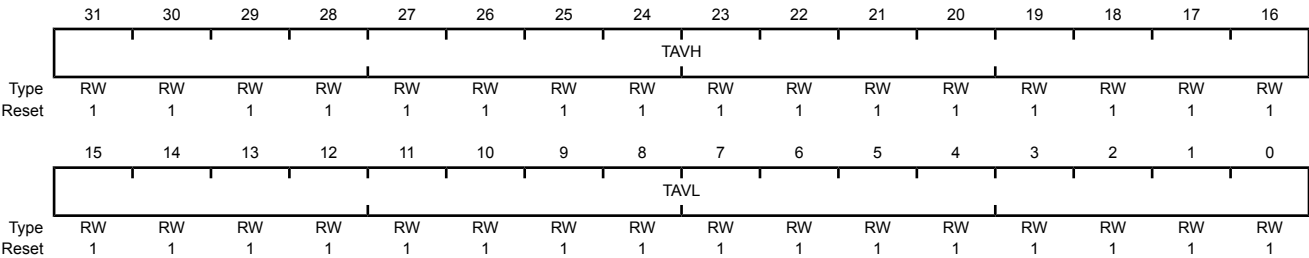 31 30 29 28 27 26 25 24 23 22 21 20 19 18 17 16
TAVH
Type RW RW RW RW RW RW RW RW RW RW RW RW RW RW RW RW
Reset 1 1 1 1 1 1 1 1 1 1 1 1 1 1 1 1
15 14 13 12 11 10 9 8 7 6 5 4 3 2 1 0
TAVL
Type RW RW RW RW RW RW RW RW RW RW RW RW RW RW RW RW
Reset 1 1 1 1 1 1 1 1 1 1 1 1 1 1 1 1